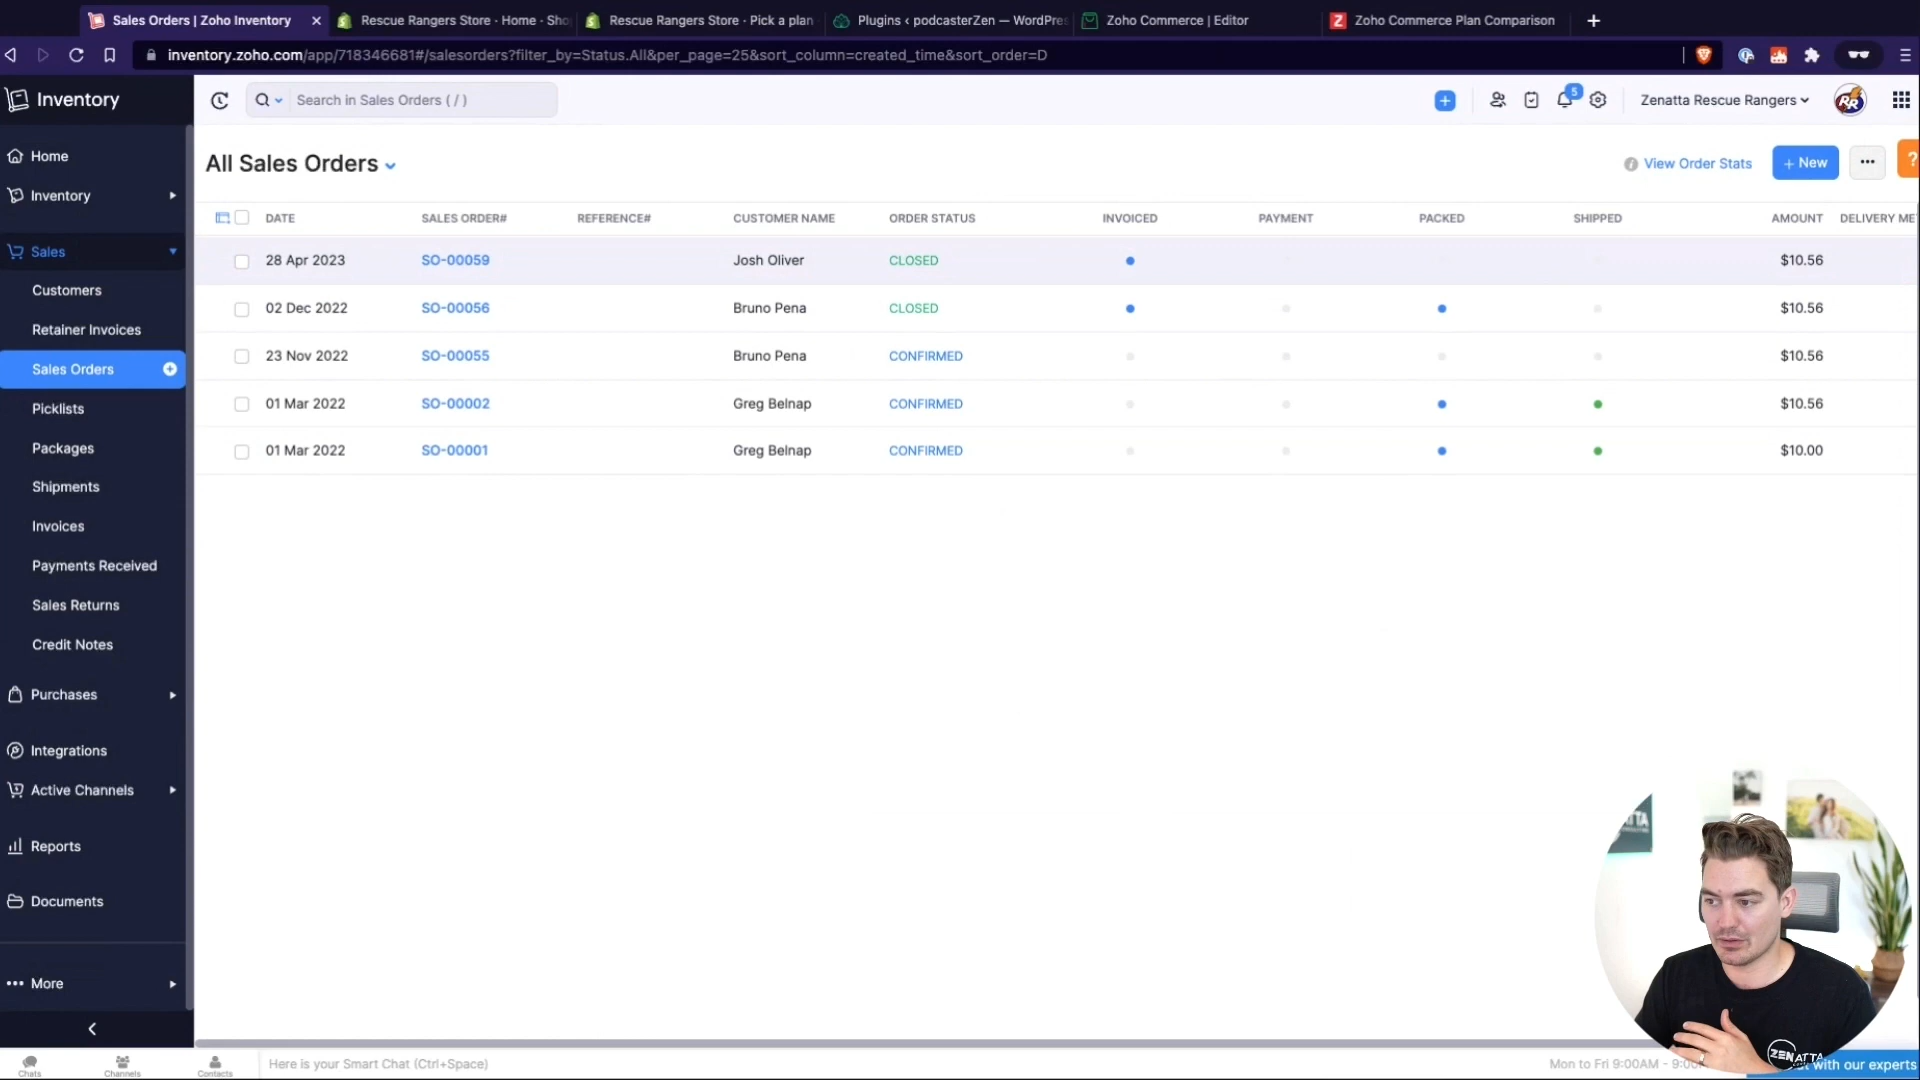 Sales Orders | Zoho Inventory
Rescue Rangers Store · Home · Sho
Rescue Rangers Store · Pick a plan
Plugins ‹ podcasterZen — WordPres
Zoho Commerce | Editor
Zoho Commerce Plan Comparison
inventory.zoho.com/app/718346681#/salesorders?filter_by=Status.All&per_page=25&sort_column=created_time&sort_order=D
Inventory
Search in Sales Orders ( / )
5
Zenatta Rescue Rangers
RR
Home
Inventory
Sales
Customers
Retainer Invoices
Sales Orders
Picklists
Packages
Shipments
Invoices
Payments Received
Sales Returns
Credit Notes
Purchases
Integrations
Active Channels
Reports
Documents
More
All Sales Orders
View Order Stats
+ New
?
DATE SALES ORDER# REFERENCE# CUSTOMER NAME ORDER STATUS INVOICED PAYMENT PACKED SHIPPED AMOUNT DELIVERY ME
28 Apr 2023 SO-00059 Josh Oliver CLOSED $10.56
02 Dec 2022 SO-00056 Bruno Pena CLOSED $10.56
23 Nov 2022 SO-00055 Bruno Pena CONFIRMED $10.56
01 Mar 2022 SO-00002 Greg Belnap CONFIRMED $10.56
01 Mar 2022 SO-00001 Greg Belnap CONFIRMED $10.00
ZENATTA
Chats
Channels
Contacts
Here is your Smart Chat (Ctrl+Space)
Mon to Fri 9:00AM - 9:00
with our experts